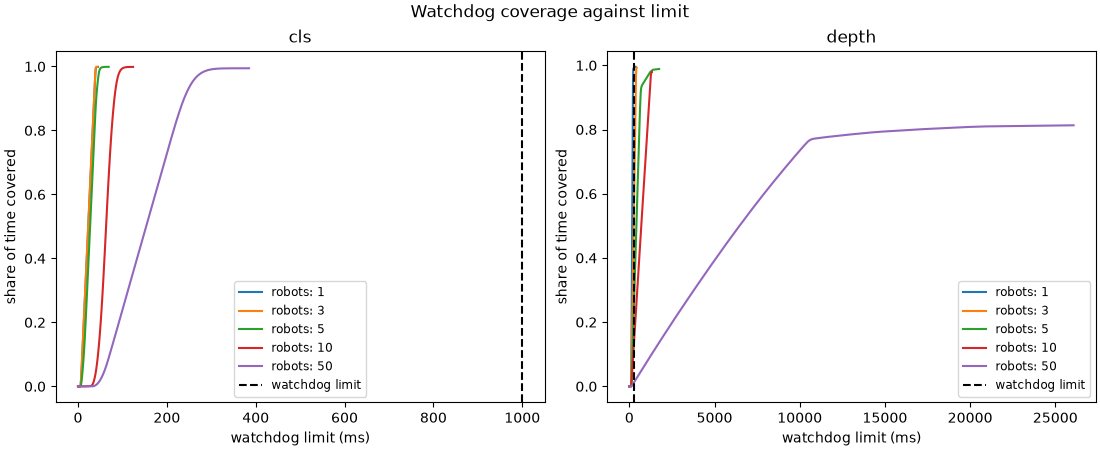 Watchdog coverage against limit
cls
share of time covered
1.0
0.8
0.6
0.4
0.2
0.0
robots: 1
robots: 3
robots: 5
robots: 10
robots: 50
watchdog limit
0 200 400 600 800 1000
watchdog limit (ms)
depth
share of time covered
1.0
0.8
0.6
0.4
0.2
0.0
robots: 1
robots: 3
robots: 5
robots: 10
robots: 50
watchdog limit
0 5000 10000 15000 20000 25000
watchdog limit (ms)